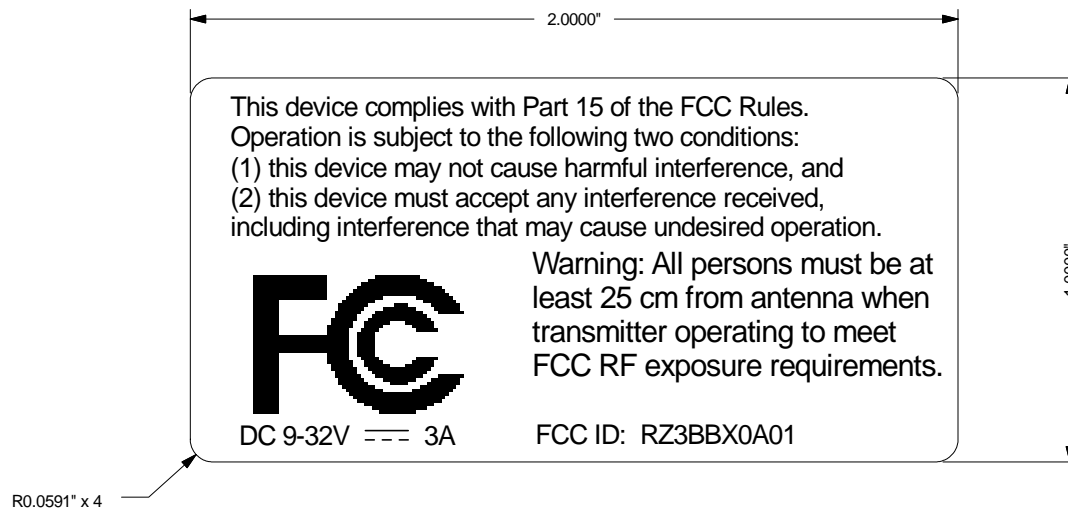 2.0000"
This device complies with Part 15 of the FCC Rules.
Operation is subject to the following two conditions:
(1) this device may not cause harmful interference, and
(2) this device must accept any interference received,
including interference that may cause undesired operation.
Warning: All persons must be at
least 25 cm from antenna when
transmitter operating to meet
FCC RF exposure requirements.
FCC
DC 9-32V 3A
FCC ID: RZ3BBX0A01
R0.0591" x 4